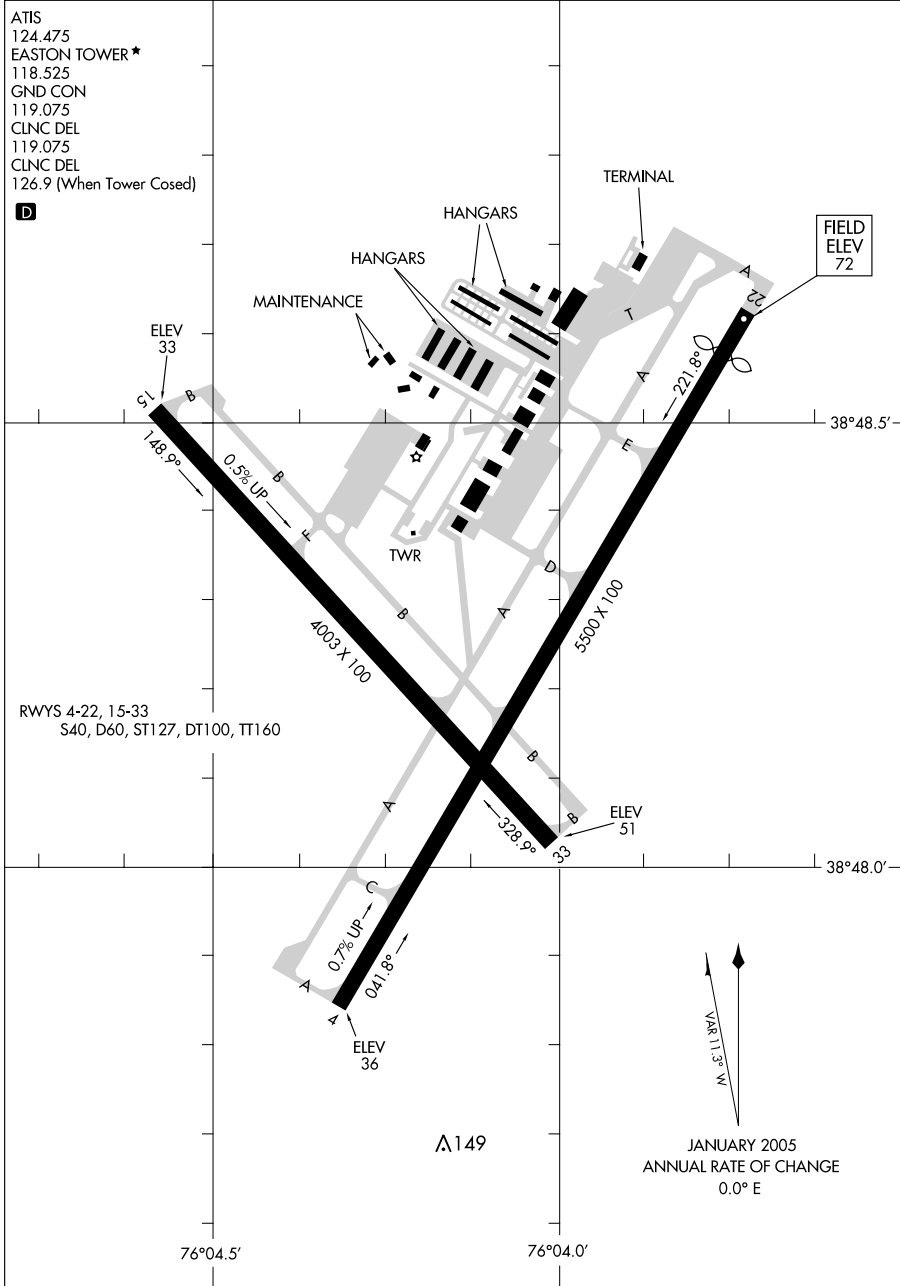 ATIS
124.475
EASTON TOWER★
118.525
GND CON
119.075
CLNC DEL
119.075
CLNC DEL
126.9 (When Tower Cosed)
D
TERMINAL
HANGARS
FIELD
ELEV
72
HANGARS
A
22
MAINTENANCE
T
ELEV
33
221.8°
A
15
B
38°48.5'
148.9°
E
0.5% UP
B
F
TWR
D
5500 X 100
B
A
4003 X 100
RWYS 4-22, 15-33
S40, D60, ST127, DT100, TT160
B
A
328.9°
B
ELEV
51
33
38°48.0'
C
0.7% UP
041.8°
A
4
ELEV
36
VAR 11.3° W
149
JANUARY 2005
ANNUAL RATE OF CHANGE
0.0° E
76°04.5'
76°04.0'